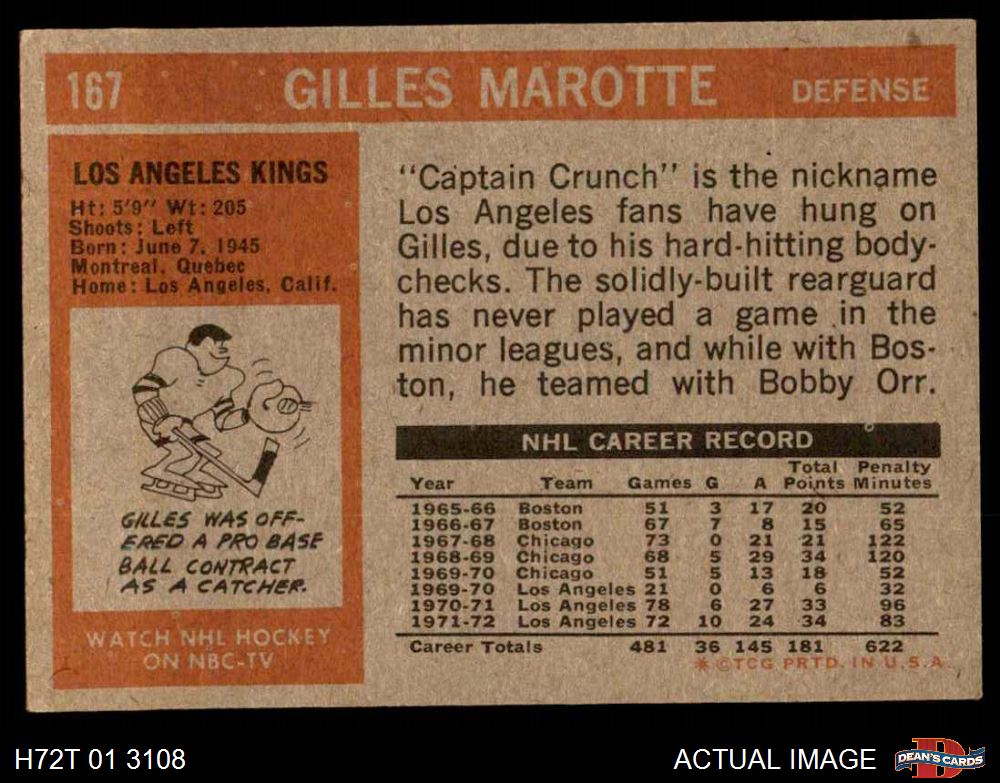 167 GILLES MAROTTE DEFENSE
LOS ANGELES KINGS
Ht: 5'9" Wt: 205
Shoots: Left
Born: June 7, 1945
Montreal, Quebec
Home: Los Angeles, Calif.
GILLES WAS OFF-
ERED A PRO BASE
BALL CONTRACT
AS A CATCHER.
WATCH NHL HOCKEY
ON NBC-TV
"Captain Crunch" is the nickname
Los Angeles fans have hung on
Gilles, due to his hard-hitting body-
checks. The solidly-built rearguard
has never played a game in the
minor leagues, and while with Bos-
ton, he teamed with Bobby Orr.
NHL CAREER RECORD
Total Penalty
Year Team Games G A Points Minutes
1965-66 Boston 51 3 17 20 52
1966-67 Boston 67 7 8 15 65
1967-68 Chicago 73 0 21 21 122
1968-69 Chicago 68 5 29 34 120
1969-70 Chicago 51 5 13 18 52
1969-70 Los Angeles 21 0 6 6 32
1970-71 Los Angeles 78 6 27 33 96
1971-72 Los Angeles 72 10 24 34 83
Career Totals 481 36 145 181 622
* © TCG PRTD. IN U.S.A.
H72T 01 3108 ACTUAL IMAGE D DEAN'S CARDS